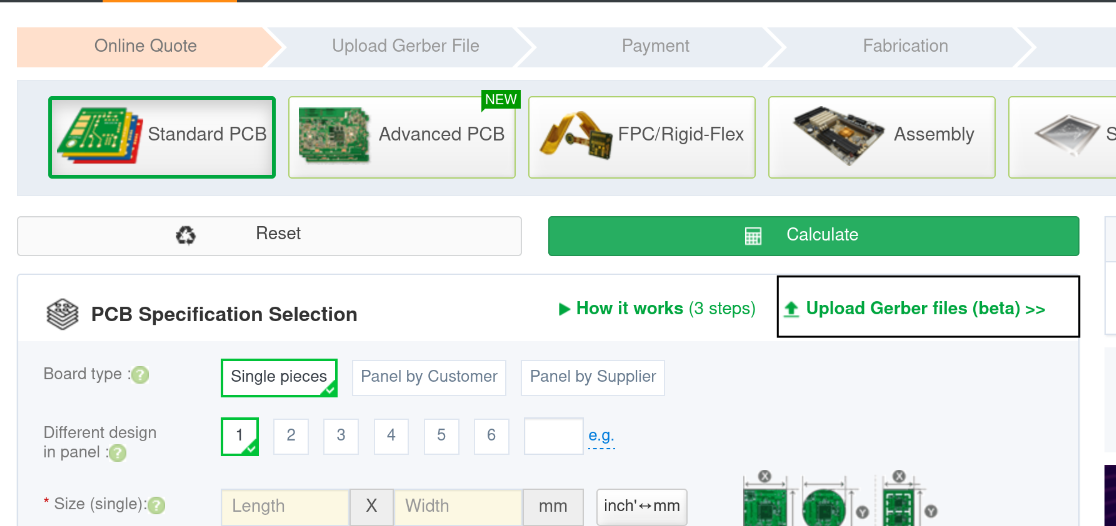 Online Quote
Upload Gerber File
Payment
Fabrication
Standard PCB
NEW
Advanced PCB
FPC/Rigid-Flex
Assembly
S
Reset
Calculate
PCB Specification Selection
How it works (3 steps)
Upload Gerber files (beta) >>
Board type :?
Single pieces
Panel by Customer
Panel by Supplier
Different design
in panel :?
1 2 3 4 5 6 e.g.
* Size (single):?
Length X Width mm inch'↔mm
X X
Y Y